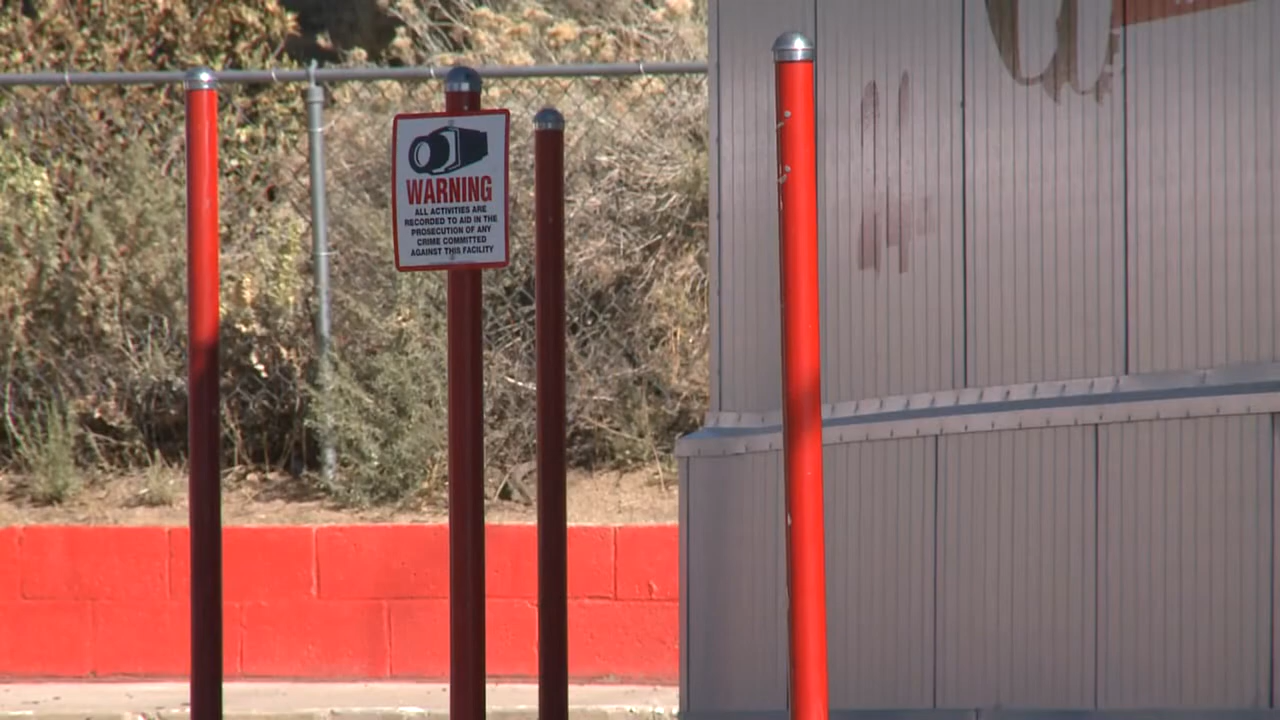 WARNING
ALL ACTIVITIES ARE
RECORDED TO AID IN THE
PROSECUTION OF ANY
CRIME COMMITTED
AGAINST THIS FACILITY